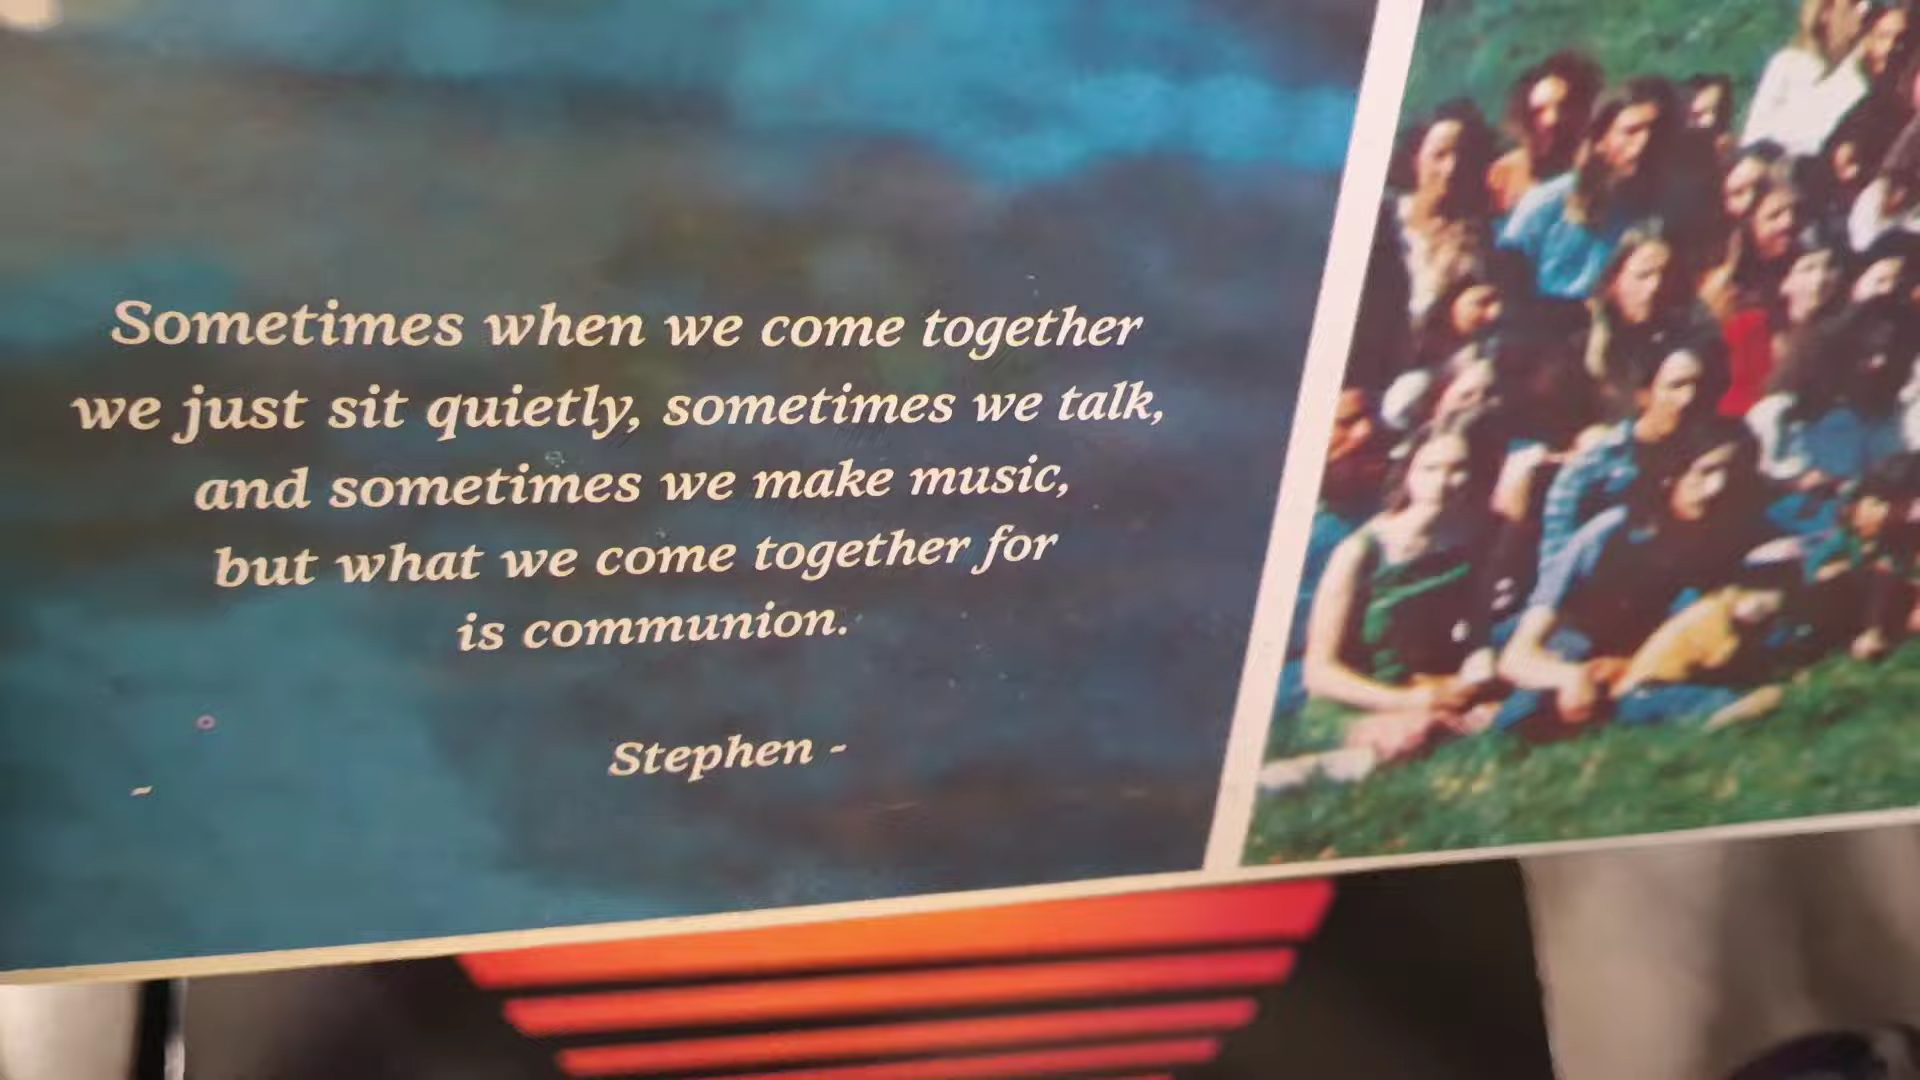 Sometimes when we come together
we just sit quietly, sometimes we talk,
and sometimes we make music,
but what we come together for
is communion.
Stephen -